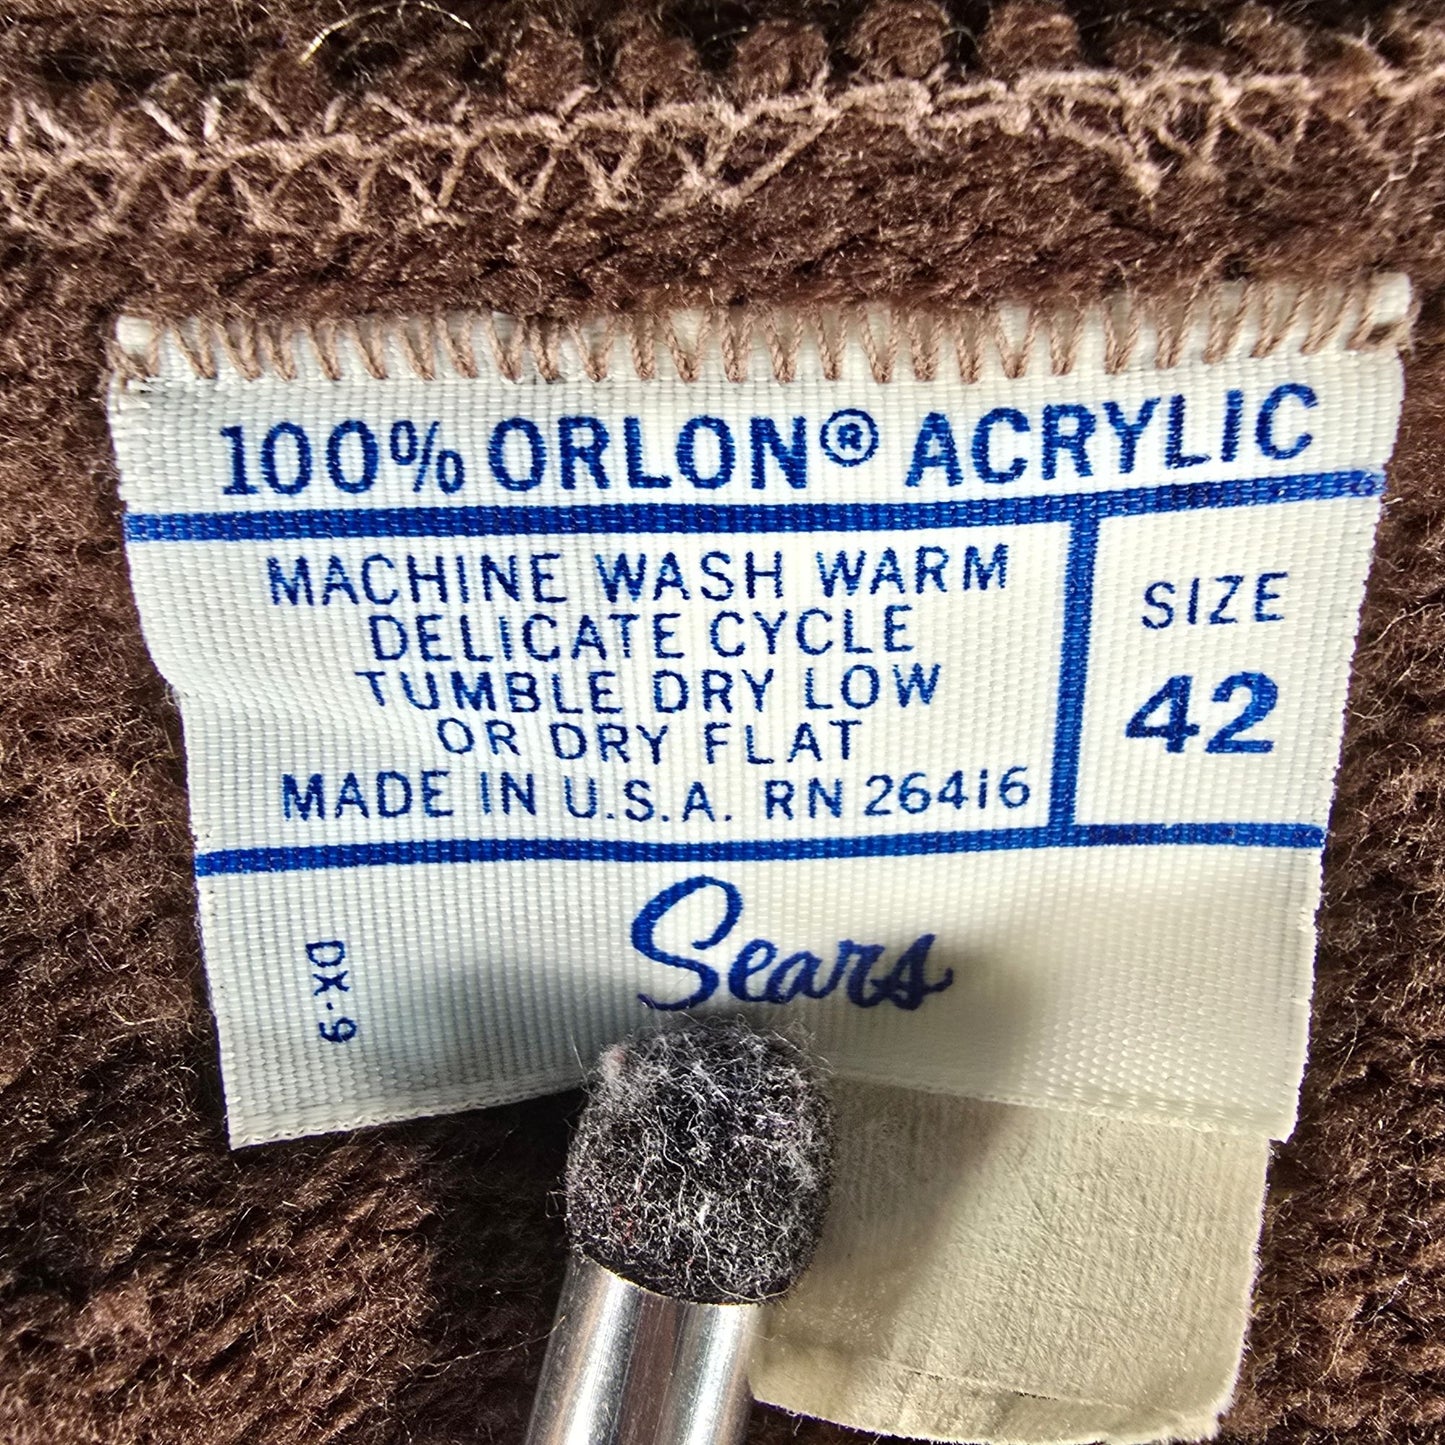 100% ORLON® ACRYLIC
MACHINE WASH WARM
DELICATE CYCLE
TUMBLE DRY LOW
OR DRY FLAT
MADE IN U.S.A. RN 26416
SIZE
42
Sears
DX-9